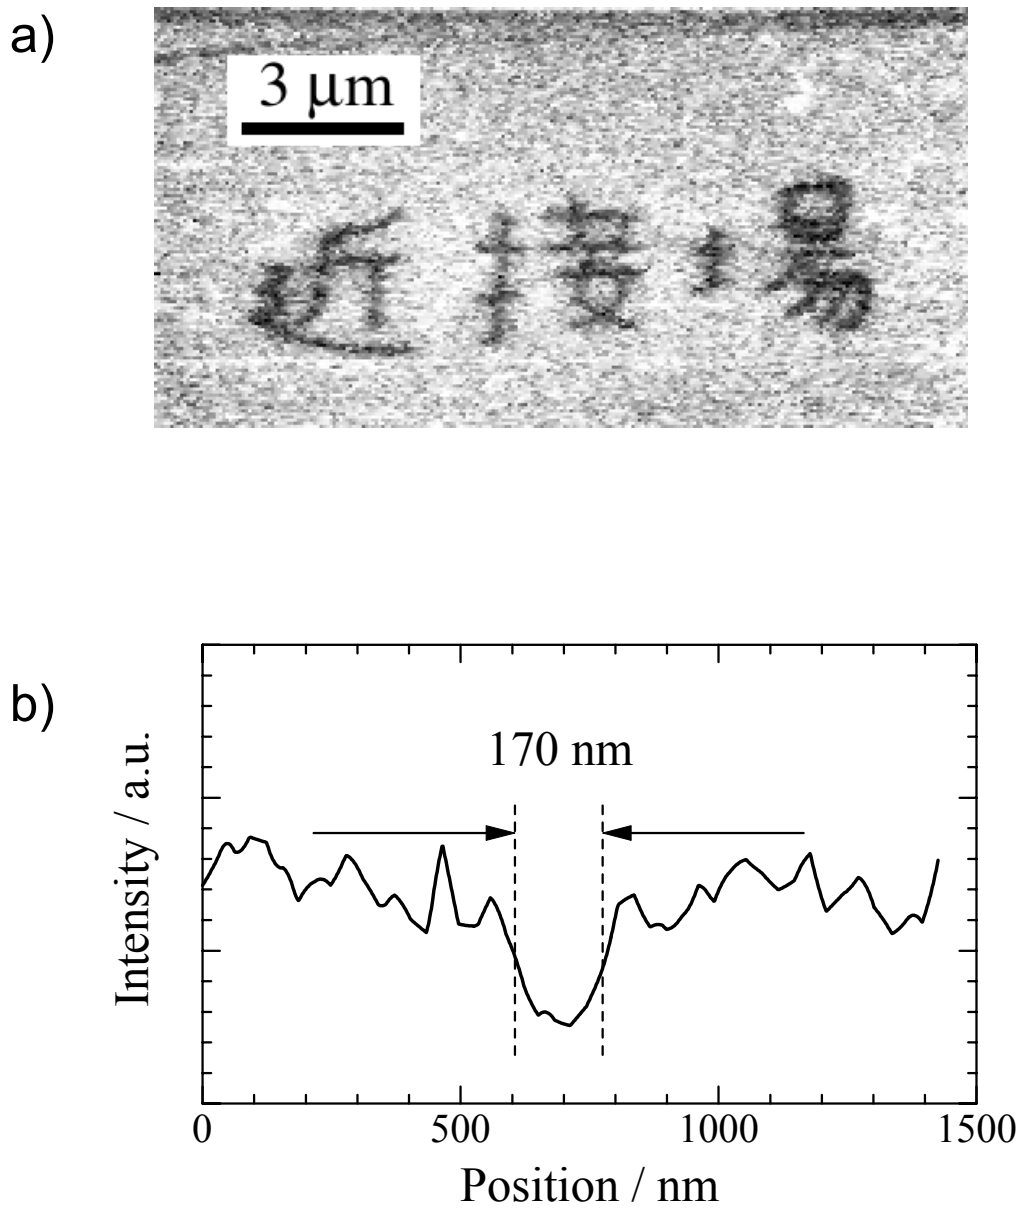 a)
3 μm
近接場
b)
170 nm
Intensity / a.u.
0 500 1000 1500
Position / nm